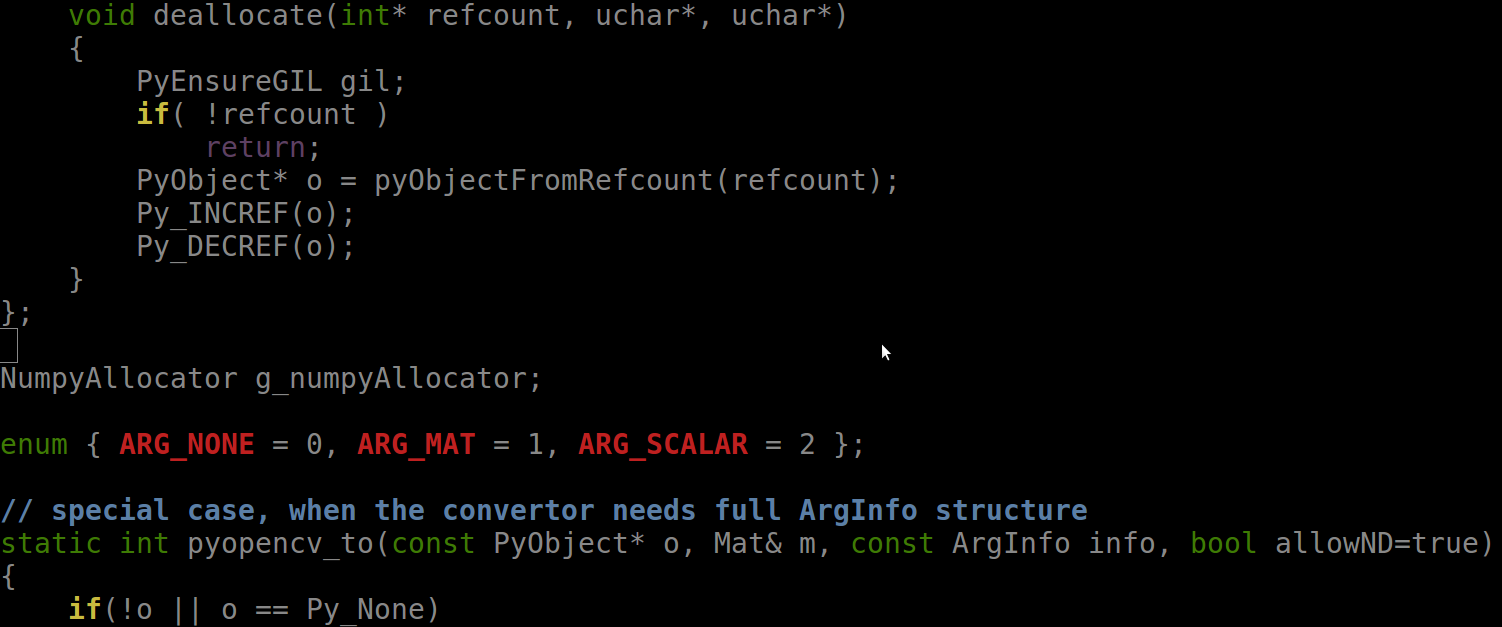 void deallocate(int* refcount, uchar*, uchar*)
    {
        PyEnsureGIL gil;
        if( !refcount )
            return;
        PyObject* o = pyObjectFromRefcount(refcount);
        Py_INCREF(o);
        Py_DECREF(o);
    }
};
NumpyAllocator g_numpyAllocator;
enum { ARG_NONE = 0, ARG_MAT = 1, ARG_SCALAR = 2 };
// special case, when the convertor needs full ArgInfo structure
static int pyopencv_to(const PyObject* o, Mat& m, const ArgInfo info, bool allowND=true)
{
    if(!o || o == Py_None)